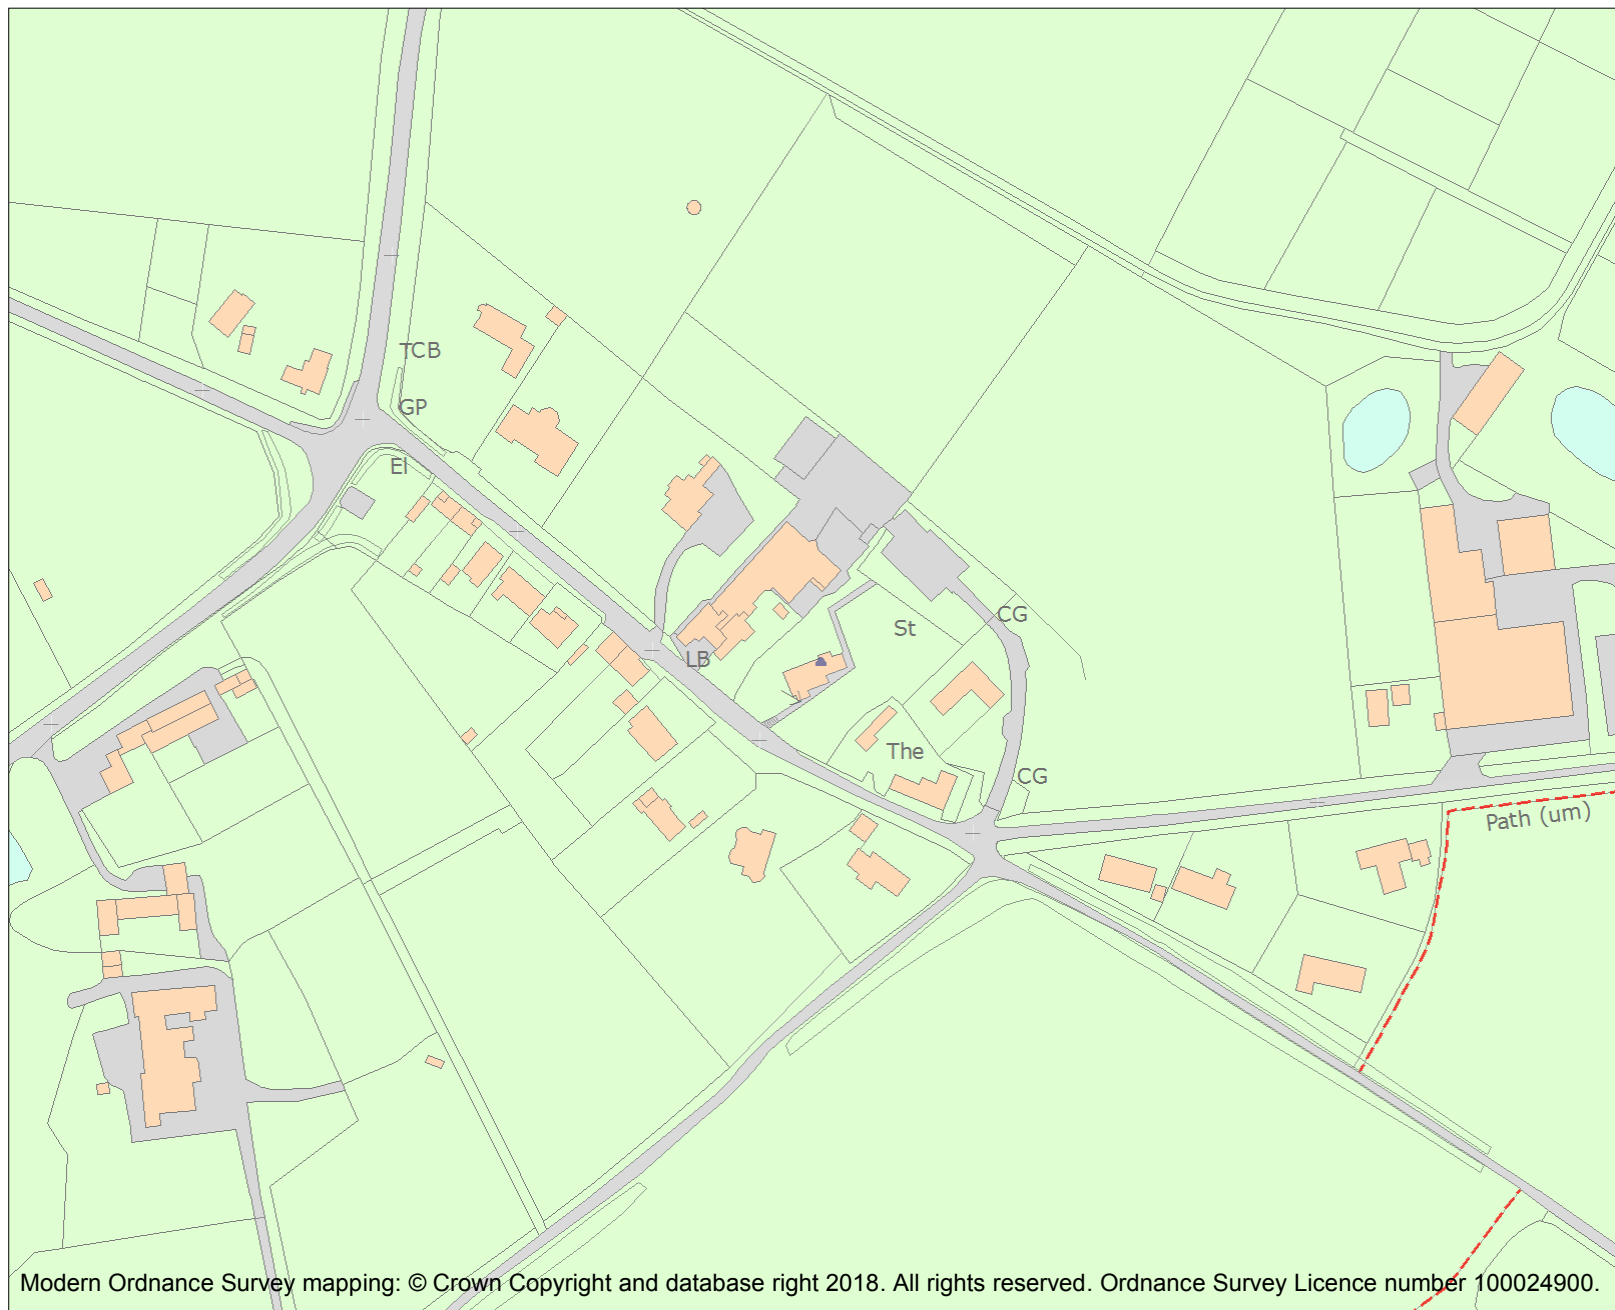 TCB
GP
El
CG
St
LB
The
CG
Path (um)
Modern Ordnance Survey mapping: © Crown Copyright and database right 2018. All rights reserved. Ordnance Survey Licence number 100024900.